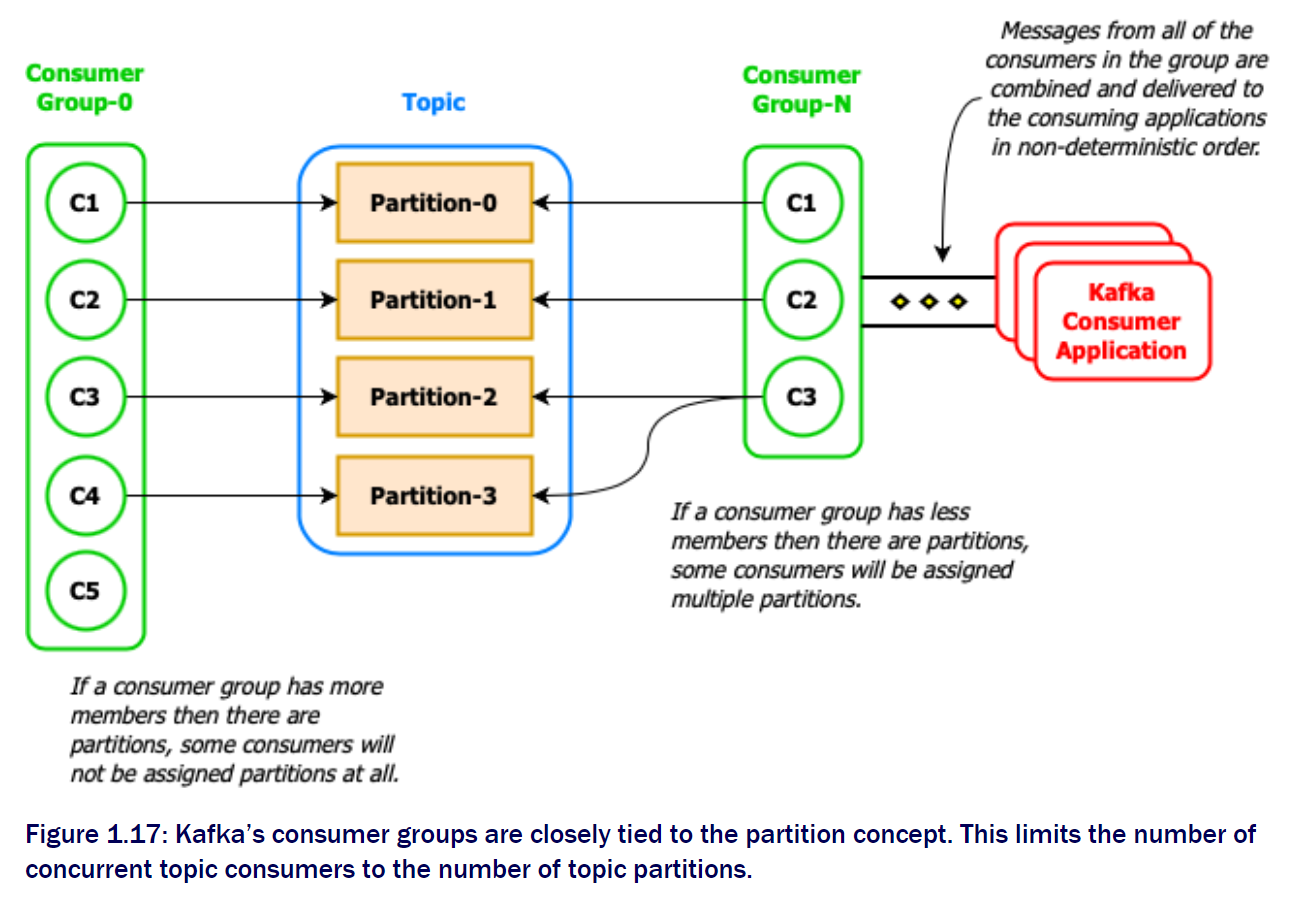 Consumer
Group-0
C1
C2
C3
C4
C5
If a consumer group has more
members then there are
partitions, some consumers will
not be assigned partitions at all.
Topic
Partition-0
Partition-1
Partition-2
Partition-3
Consumer
Group-N
C1
C2
C3
If a consumer group has less
members then there are partitions,
some consumers will be assigned
multiple partitions.
Messages from all of the
consumers in the group are
combined and delivered to
the consuming applications
in non-deterministic order.
Kafka
Consumer
Application
Figure 1.17: Kafka’s consumer groups are closely tied to the partition concept. This limits the number of
concurrent topic consumers to the number of topic partitions.